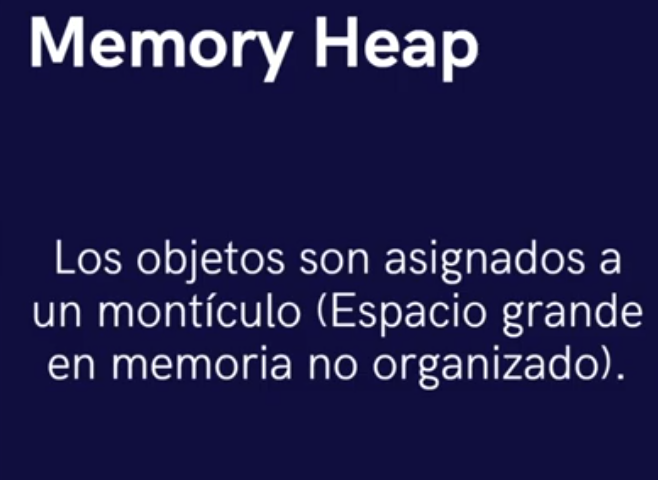 Memory Heap
Los objetos son asignados a
un montículo (Espacio grande
en memoria no organizado).